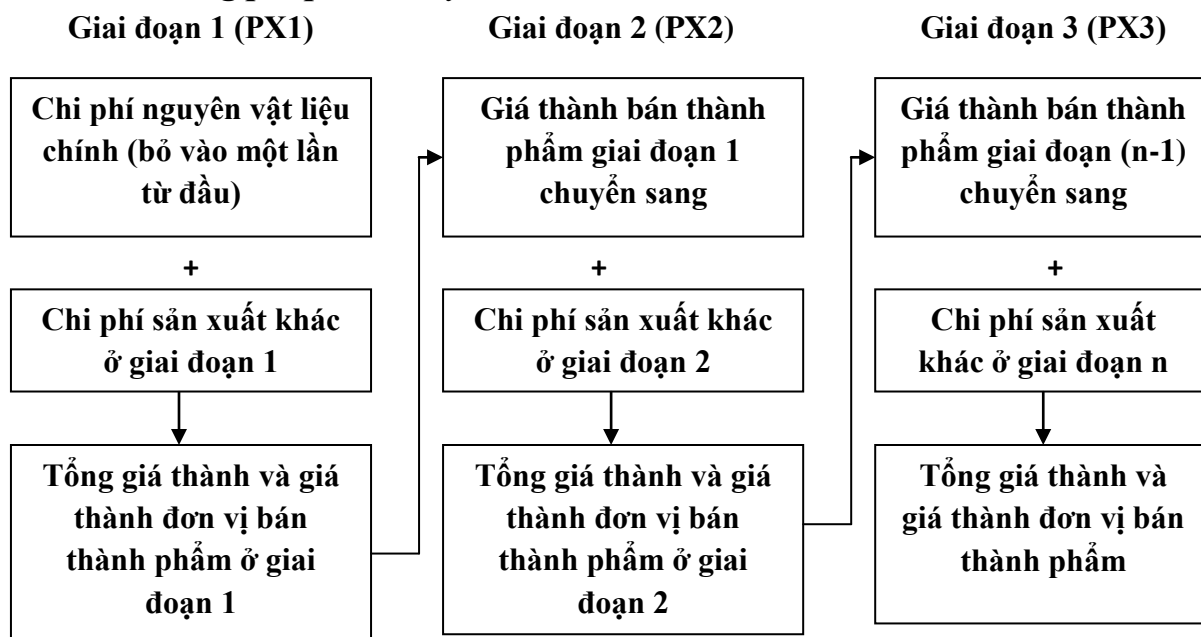 Giai đoạn 1 (PX1)
Giai đoạn 2 (PX2)
Giai đoạn 3 (PX3)
Chi phí nguyên vật liệu
chính (bỏ vào một lần
từ đầu)
Giá thành bán thành
phẩm giai đoạn 1
chuyển sang
Giá thành bán thành
phẩm giai đoạn (n-1)
chuyển sang
+
+
+
Chi phí sản xuất khác
ở giai đoạn 1
Chi phí sản xuất khác
ở giai đoạn 2
Chi phí sản xuất
khác ở giai đoạn n
Tổng giá thành và giá
thành đơn vị bán
thành phẩm ở giai
đoạn 1
Tổng giá thành và giá
thành đơn vị bán
thành phẩm ở giai
đoạn 2
Tổng giá thành và
giá thành đơn vị bán
thành phẩm